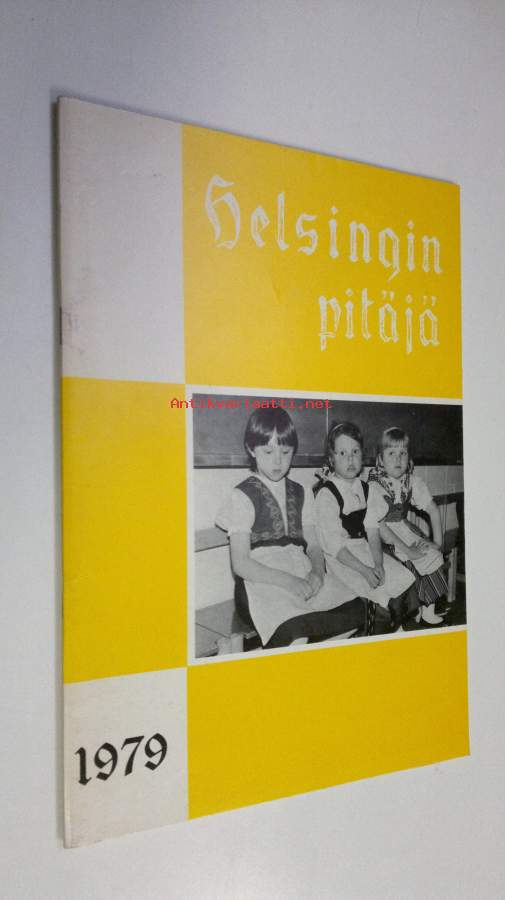 Helsingin
pitäjä
Antikvariaatti.net
1979